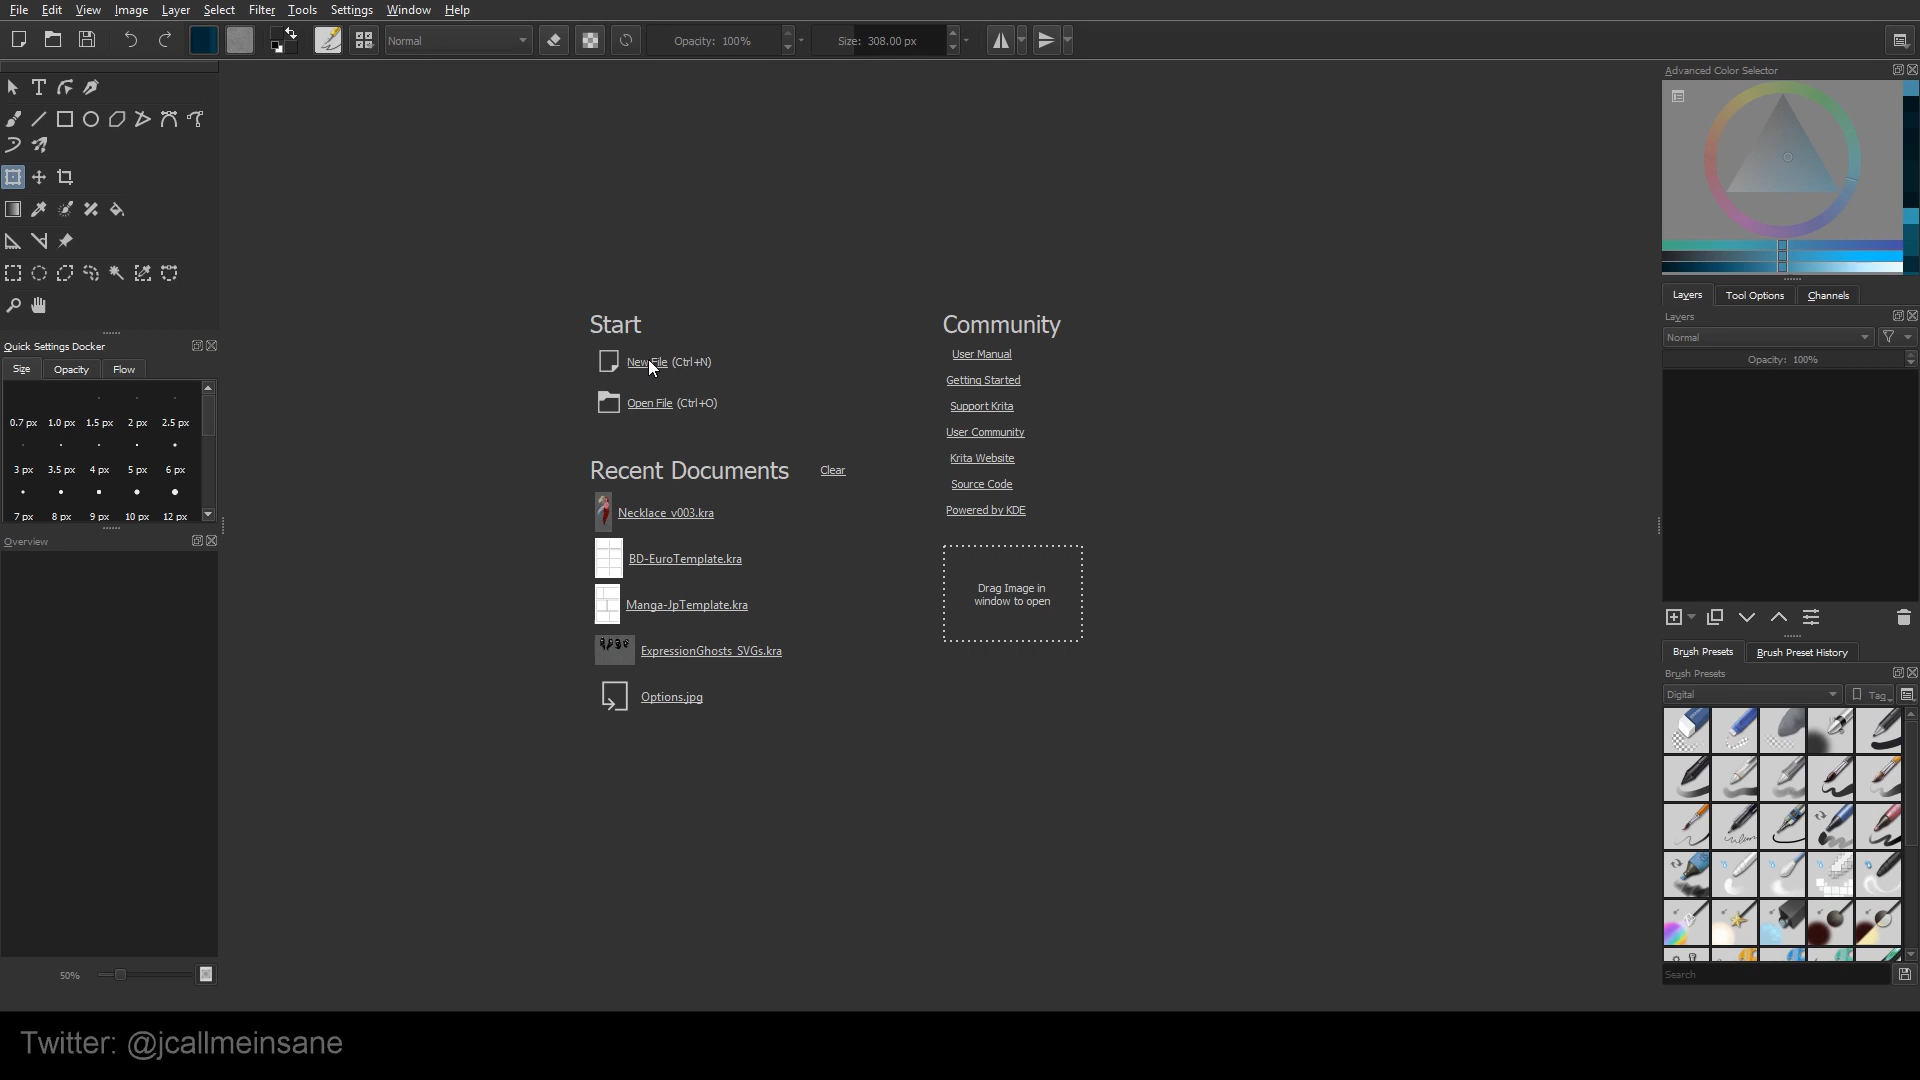 File Edit View Image Layer Select Filter Tools Settings Window Help
Normal Opacity: 100% Size: 308.00 px
Advanced Color Selector
Layers Tool Options Channels
Layers
Normal
Opacity: 100%
Quick Settings Docker
Size Opacity Flow
0.7 px 1.0 px 1.5 px 2 px 2.5 px
3 px 3.5 px 4 px 5 px 6 px
7 px 8 px 9 px 10 px 12 px
Overview
50%
Start
New File (Ctrl+N)
Open File (Ctrl+O)
Recent Documents Clear
Necklace_v003.kra
BD-EuroTemplate.kra
Manga-JpTemplate.kra
ExpressionGhosts_SVGs.kra
Options.jpg
Community
User Manual
Getting Started
Support Krita
User Community
Krita Website
Source Code
Powered by KDE
Drag Image in
window to open
Brush Presets Brush Preset History
Brush Presets
Digital Tag
Search
Twitter: @jcallmeinsane